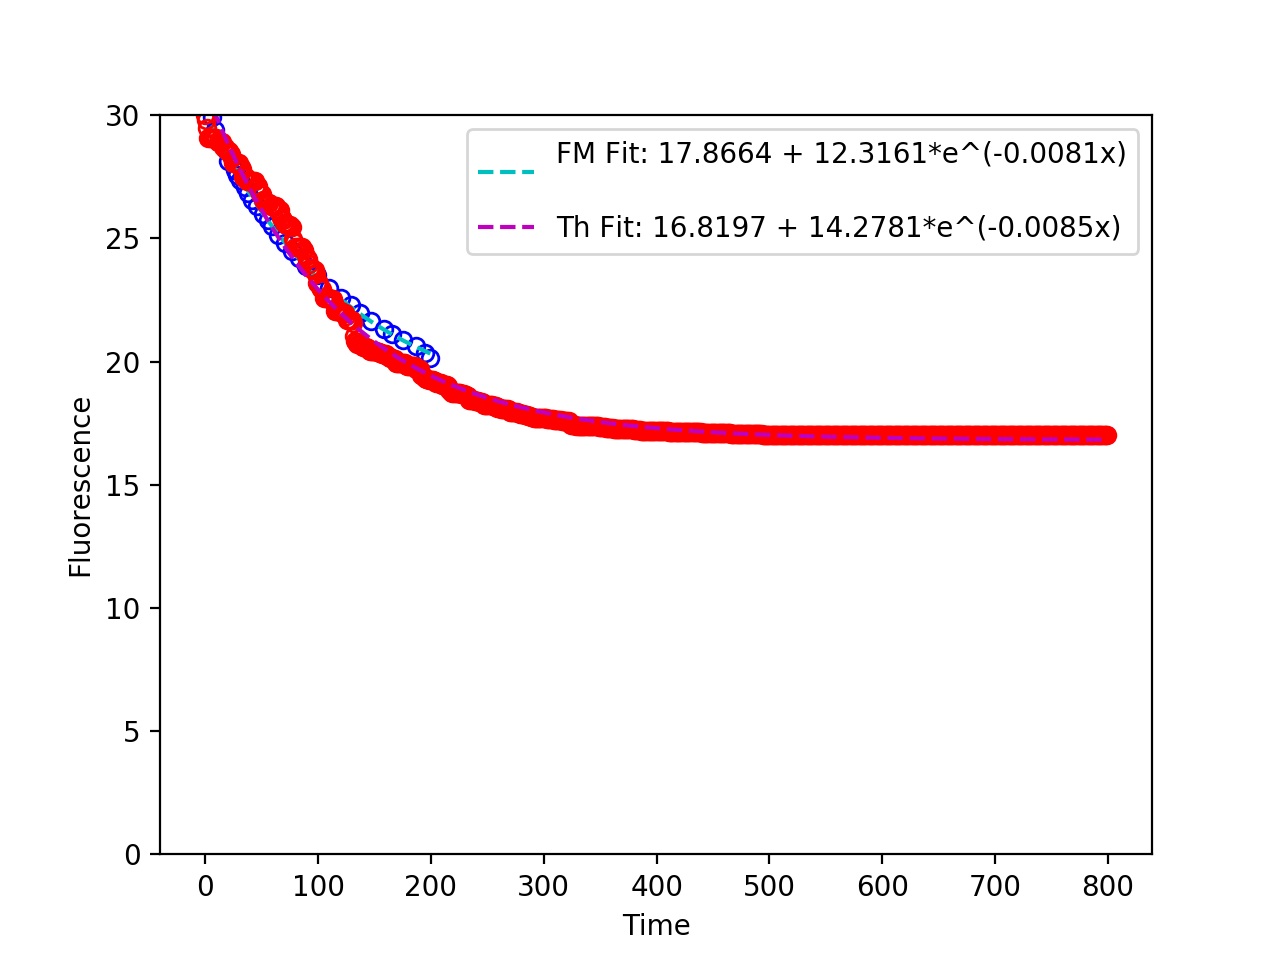 30
25
20
15
10
5
0
Fluorescence
FM Fit: 17.8664 + 12.3161*e^(-0.0081x)
Th Fit: 16.8197 + 14.2781*e^(-0.0085x)
0 100 200 300 400 500 600 700 800
Time